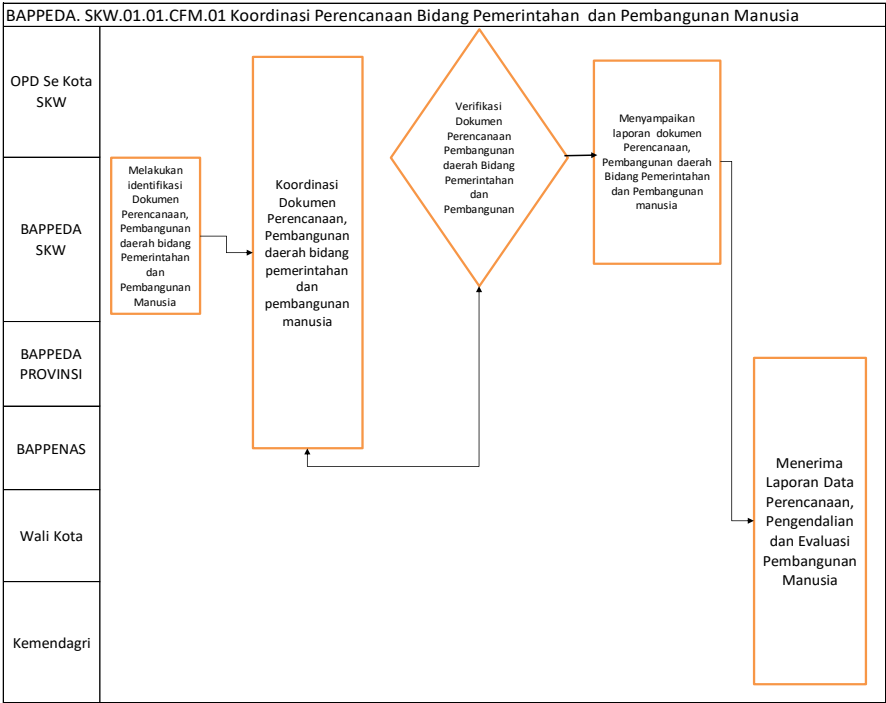 BAPPEDA. SKW.01.01.CFM.01 Koordinasi Perencanaan Bidang Pemerintahan dan Pembangunan Manusia
OPD Se Kota
SKW
BAPPEDA
SKW
BAPPEDA
PROVINSI
BAPPENAS
Wali Kota
Kemendagri
Melakukan
identifikasi
Dokumen
Perencanaan,
Pembangunan
daerah bidang
Pemerintahan
dan
Pembangunan
Manusia
Koordinasi
Dokumen
Perencanaan,
Pembangunan
daerah bidang
pemerintahan
dan
pembangunan
manusia
Verifikasi
Dokumen
Perencanaan
Pembangunan
daerah Bidang
Pemerintahan
dan
Pembangunan
Menyampaikan
laporan dokumen
Perencanaan,
Pembangunan daerah
Bidang Pemerintahan
dan Pembangunan
manusia
Menerima
Laporan Data
Perencanaan,
Pengendalian
dan Evaluasi
Pembangunan
Manusia